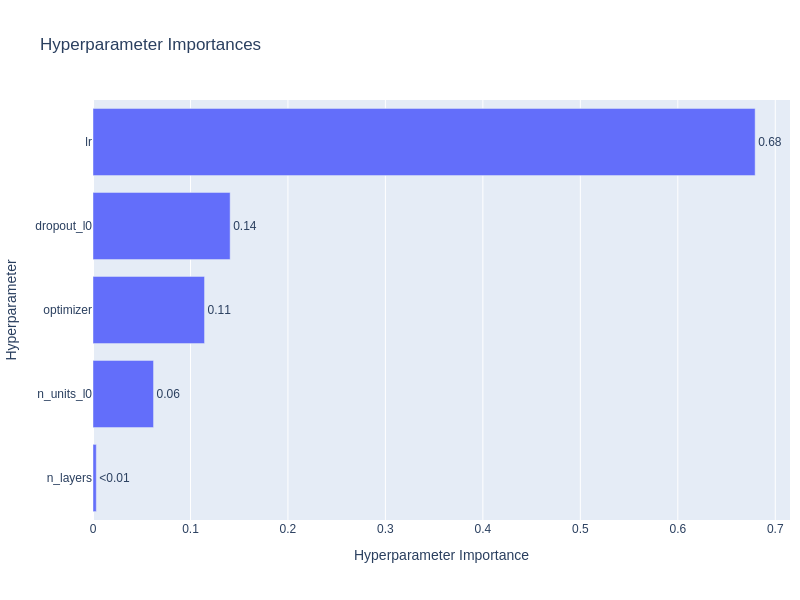 Hyperparameter Importances
Hyperparameter
lr
0.68
dropout_l0
0.14
optimizer
0.11
n_units_l0
0.06
n_layers
<0.01
0 0.1 0.2 0.3 0.4 0.5 0.6 0.7
Hyperparameter Importance